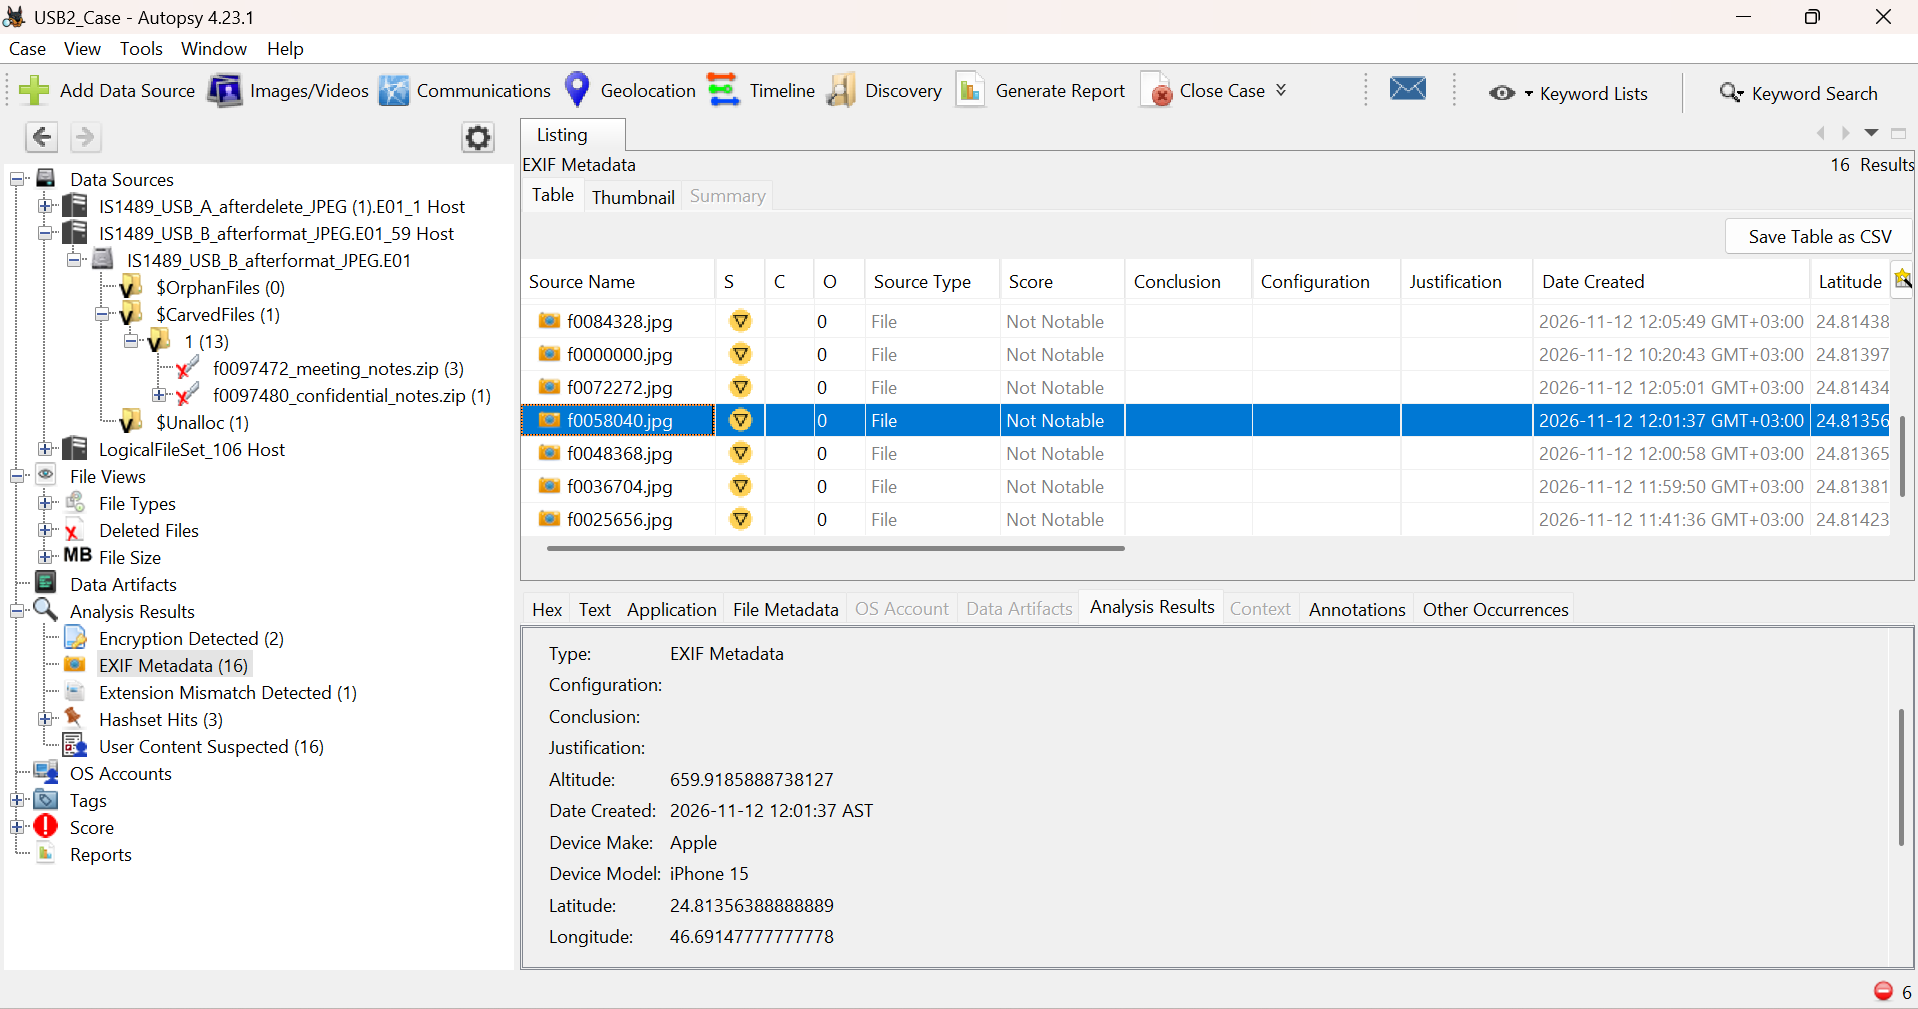 USB2_Case - Autopsy 4.23.1
Case View Tools Window Help
Add Data Source Images/Videos Communications Geolocation Timeline Discovery Generate Report Close Case Keyword Lists Keyword Search
Data Sources
IS1489_USB_A_afterdelete_JPEG (1).E01_1 Host
IS1489_USB_B_afterformat_JPEG.E01_59 Host
IS1489_USB_B_afterformat_JPEG.E01
$OrphanFiles (0)
$CarvedFiles (1)
1 (13)
f0097472_meeting_notes.zip (3)
f0097480_confidential_notes.zip (1)
$Unalloc (1)
LogicalFileSet_106 Host
File Views
File Types
Deleted Files
MB File Size
Data Artifacts
Analysis Results
Encryption Detected (2)
EXIF Metadata (16)
Extension Mismatch Detected (1)
Hashset Hits (3)
User Content Suspected (16)
OS Accounts
Tags
Score
Reports
Listing
EXIF Metadata 16 Results
Table Thumbnail Summary
Save Table as CSV
Source Name S C O Source Type Score Conclusion Configuration Justification Date Created Latitude
f0084328.jpg 0 File Not Notable 2026-11-12 12:05:49 GMT+03:00 24.81438
f0000000.jpg 0 File Not Notable 2026-11-12 10:20:43 GMT+03:00 24.81397
f0072272.jpg 0 File Not Notable 2026-11-12 12:05:01 GMT+03:00 24.81434
f0058040.jpg 0 File Not Notable 2026-11-12 12:01:37 GMT+03:00 24.81356
f0048368.jpg 0 File Not Notable 2026-11-12 12:00:58 GMT+03:00 24.81365
f0036704.jpg 0 File Not Notable 2026-11-12 11:59:50 GMT+03:00 24.81381
f0025656.jpg 0 File Not Notable 2026-11-12 11:41:36 GMT+03:00 24.81423
Hex Text Application File Metadata OS Account Data Artifacts Analysis Results Context Annotations Other Occurrences
Type: EXIF Metadata
Configuration:
Conclusion:
Justification:
Altitude: 659.9185888738127
Date Created: 2026-11-12 12:01:37 AST
Device Make: Apple
Device Model: iPhone 15
Latitude: 24.81356388888889
Longitude: 46.69147777777778
6